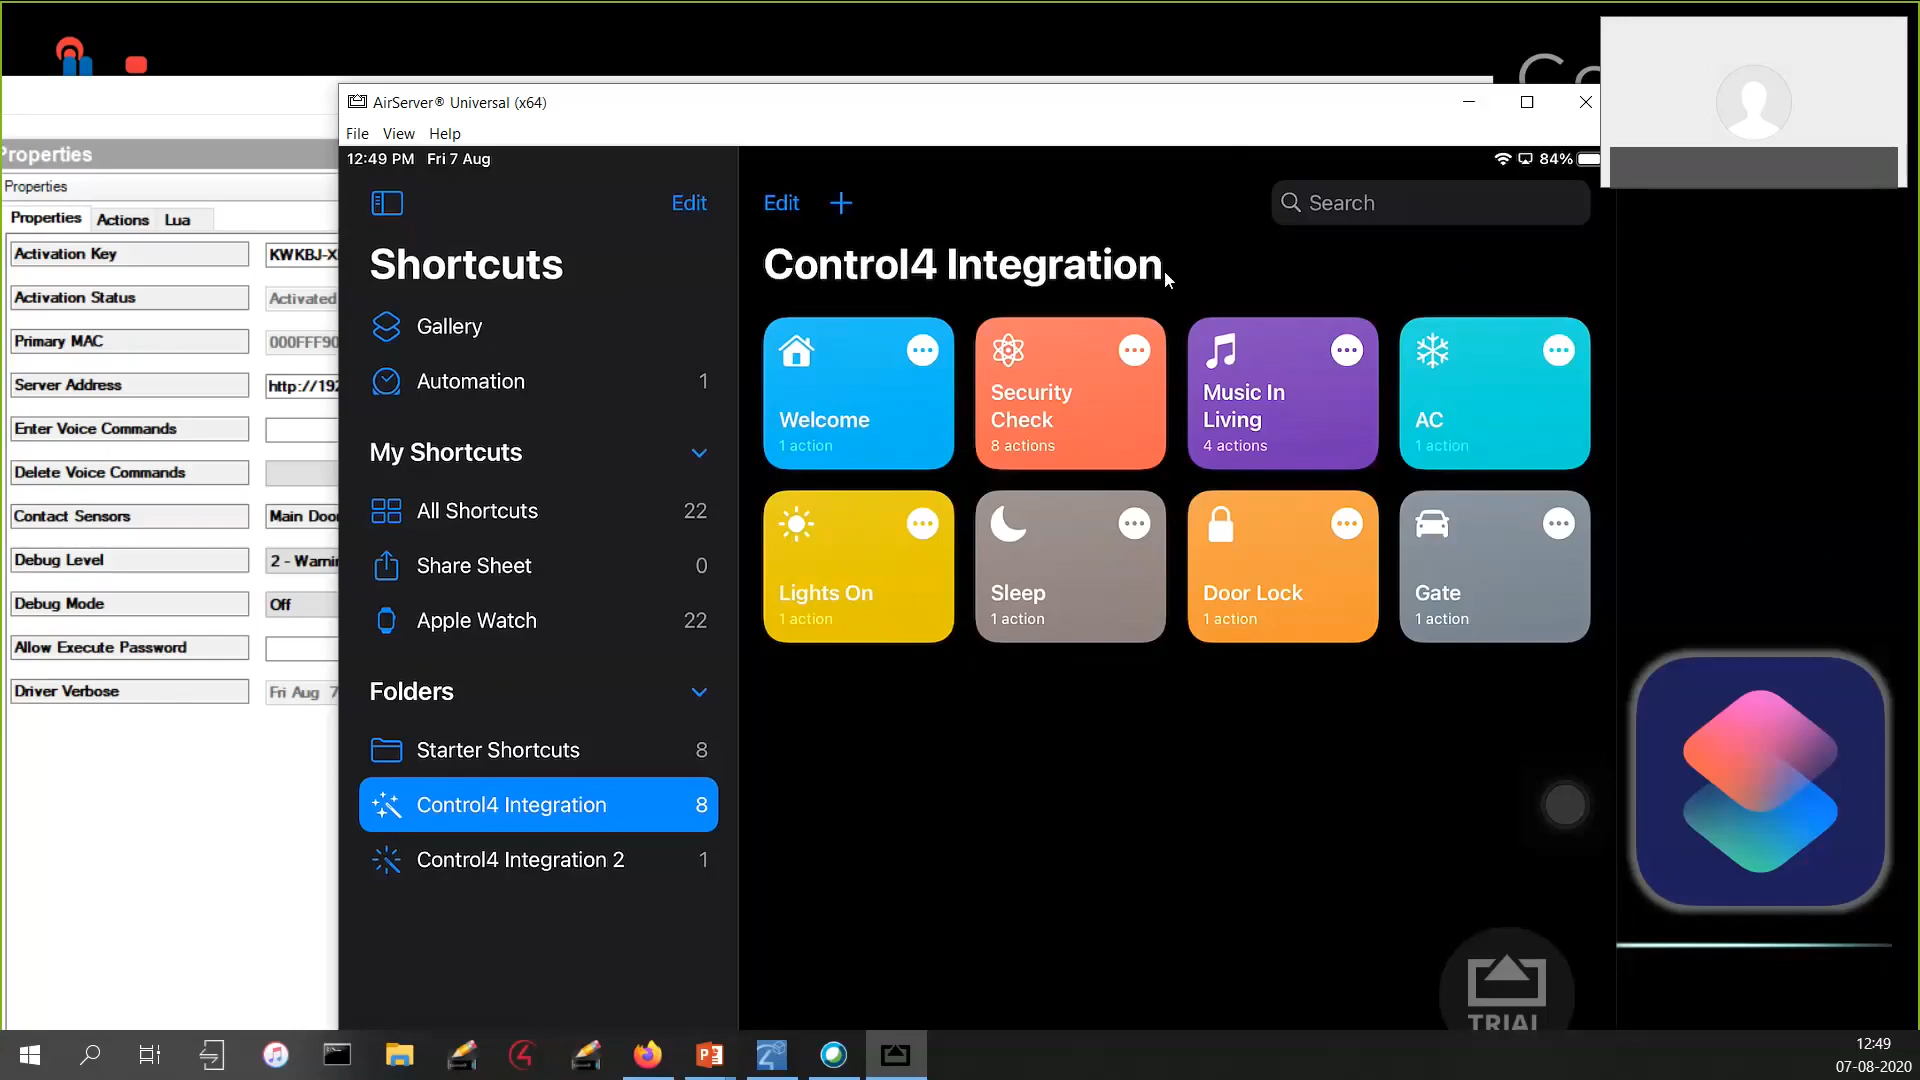 AirServer® Universal (x64)
File View Help
12:49 PM Fri 7 Aug
84%
Properties
Properties
Properties Actions Lua
Activation Key
KWKBJ-X
Activation Status
Activated
Primary MAC
000FFF90
Server Address
http://192
Enter Voice Commands
Delete Voice Commands
Contact Sensors
Main Doo
Debug Level
2 - Warni
Debug Mode
Off
Allow Execute Password
Driver Verbose
Fri Aug 7
Edit
Shortcuts
Gallery
Automation 1
My Shortcuts
All Shortcuts 22
Share Sheet 0
Apple Watch 22
Folders
Starter Shortcuts 8
Control4 Integration 8
Control4 Integration 2 1
Edit +
Search
Control4 Integration
Welcome
1 action
Security
Check
8 actions
Music In
Living
4 actions
AC
1 action
Lights On
1 action
Sleep
1 action
Door Lock
1 action
Gate
1 action
TRIAL
12:49
07-08-2020